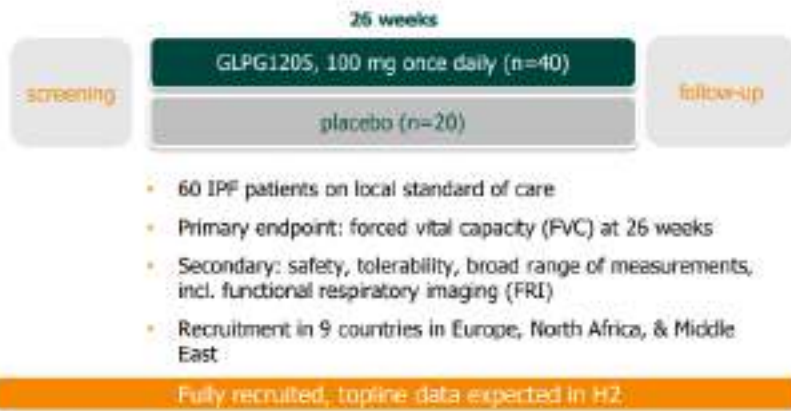 26 weeks
screening
GLPG1205, 100 mg once daily (n=40)
placebo (n=20)
follow-up
• 60 IPF patients on local standard of care
• Primary endpoint: forced vital capacity (FVC) at 26 weeks
• Secondary: safety, tolerability, broad range of measurements,
incl. functional respiratory imaging (FRI)
• Recruitment in 9 countries in Europe, North Africa, & Middle
East
Fully recruited, topline data expected in H2